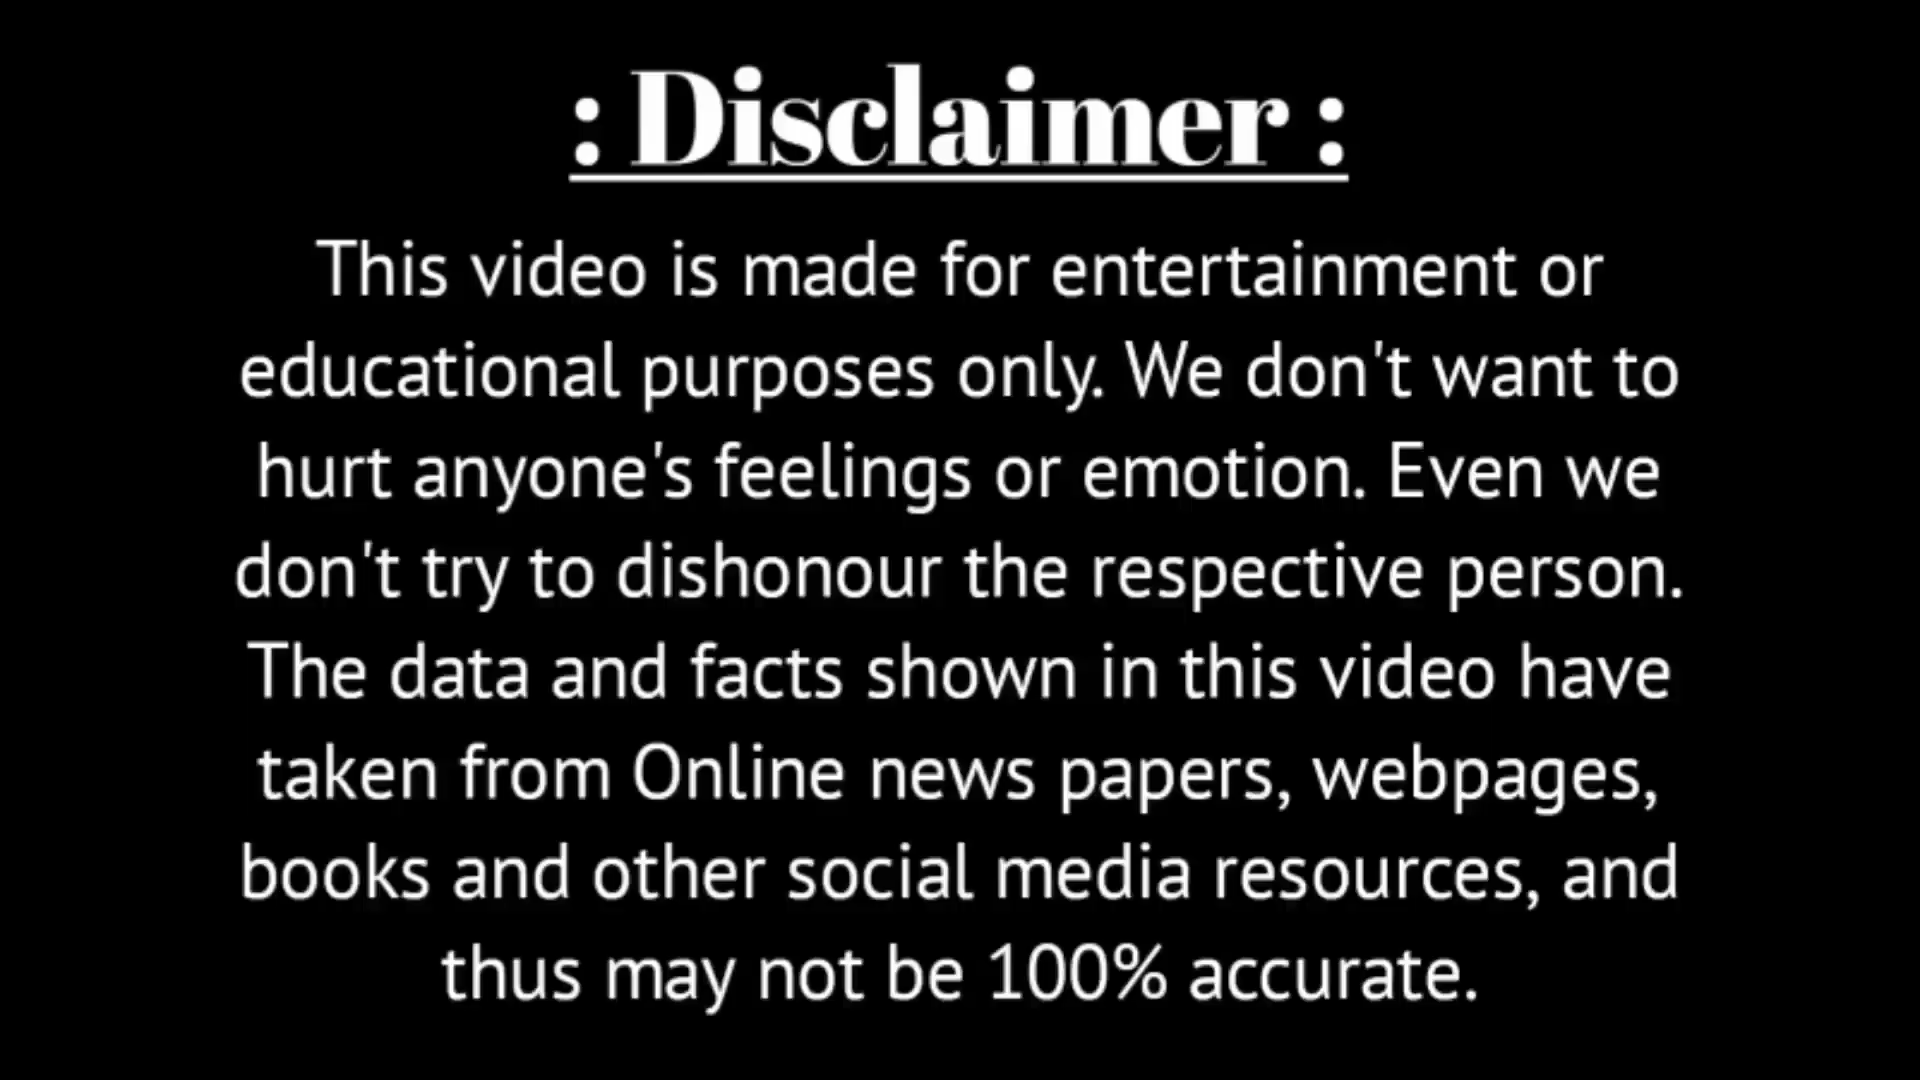 : Disclaimer :
This video is made for entertainment or
educational purposes only. We don't want to
hurt anyone's feelings or emotion. Even we
don't try to dishonour the respective person.
The data and facts shown in this video have
taken from Online news papers, webpages,
books and other social media resources, and
thus may not be 100% accurate.